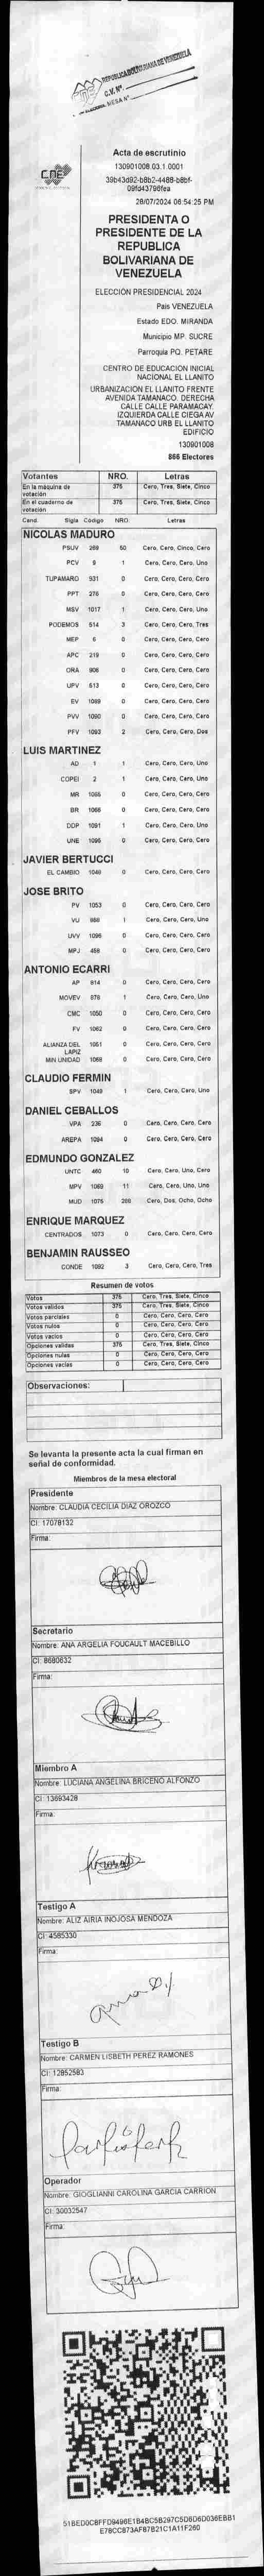 REPUBLICA BOLIVARIANA DE VENEZUELA
C.V. Nº
MESA Nº
CNE
Acta de escrutinio
130901008.03.1.0001
39b43d92-b8b2-4488-b8bf-
09fd43796fea
28/07/2024 06:54:25 PM
PRESIDENTA O
PRESIDENTE DE LA
REPUBLICA
BOLIVARIANA DE
VENEZUELA
ELECCIÓN PRESIDENCIAL 2024
Pais VENEZUELA
Estado EDO. MIRANDA
Municipio MP. SUCRE
Parroquia PQ. PETARE
CENTRO DE EDUCACION INICIAL
NACIONAL EL LLANITO
URBANIZACION EL LLANITO FRENTE
AVENIDA TAMANACO. DERECHA
CALLE CALLE PARAMACAY.
IZQUIERDA CALLE CIEGA AV
TAMANACO URB EL LLANITO
EDIFICIO
130901008
866 Electores
Votantes NRO. Letras
En la máquina de votación 375 Cero, Tres, Siete, Cinco
En el cuaderno de votación 375 Cero, Tres, Siete, Cinco
Cand. Sigla Código NRO. Letras
NICOLAS MADURO
PSUV 269 50 Cero, Cero, Cinco, Cero
PCV 9 1 Cero, Cero, Cero, Uno
TUPAMARO 931 0 Cero, Cero, Cero, Cero
PPT 276 0 Cero, Cero, Cero, Cero
MSV 1017 1 Cero, Cero, Cero, Uno
PODEMOS 514 3 Cero, Cero, Cero, Tres
MEP 6 0 Cero, Cero, Cero, Cero
APC 219 0 Cero, Cero, Cero, Cero
ORA 906 0 Cero, Cero, Cero, Cero
UPV 513 0 Cero, Cero, Cero, Cero
EV 1089 0 Cero, Cero, Cero, Cero
PVV 1090 0 Cero, Cero, Cero, Cero
PFV 1093 2 Cero, Cero, Cero, Dos
LUIS MARTINEZ
AD 1 1 Cero, Cero, Cero, Uno
COPEI 2 1 Cero, Cero, Cero, Uno
MR 1065 0 Cero, Cero, Cero, Cero
BR 1066 0 Cero, Cero, Cero, Cero
DDP 1091 1 Cero, Cero, Cero, Uno
UNE 1095 0 Cero, Cero, Cero, Cero
JAVIER BERTUCCI
EL CAMBIO 1048 0 Cero, Cero, Cero, Cero
JOSE BRITO
PV 1053 0 Cero, Cero, Cero, Cero
VU 868 1 Cero, Cero, Cero, Uno
UVV 1096 0 Cero, Cero, Cero, Cero
MPJ 458 0 Cero, Cero, Cero, Cero
ANTONIO ECARRI
AP 914 0 Cero, Cero, Cero, Cero
MOVEV 879 1 Cero, Cero, Cero, Uno
CMC 1050 0 Cero, Cero, Cero, Cero
FV 1062 0 Cero, Cero, Cero, Cero
ALIANZA DEL LAPIZ 1051 0 Cero, Cero, Cero, Cero
MIN UNIDAD 1069 0 Cero, Cero, Cero, Cero
CLAUDIO FERMIN
SPV 1049 1 Cero, Cero, Cero, Uno
DANIEL CEBALLOS
VPA 236 0 Cero, Cero, Cero, Cero
AREPA 1094 0 Cero, Cero, Cero, Cero
EDMUNDO GONZALEZ
UNTC 460 10 Cero, Cero, Uno, Cero
MPV 1069 11 Cero, Cero, Uno, Uno
MUD 1075 288 Cero, Dos, Ocho, Ocho
ENRIQUE MARQUEZ
CENTRADOS 1073 0 Cero, Cero, Cero, Cero
BENJAMIN RAUSSEO
CONDE 1092 3 Cero, Cero, Cero, Tres
Resumen de votos
Votos 375 Cero, Tres, Siete, Cinco
Votos validos 375 Cero, Tres, Siete, Cinco
Votos parciales 0 Cero, Cero, Cero, Cero
Votos nulos 0 Cero, Cero, Cero, Cero
Votos vacios 0 Cero, Cero, Cero, Cero
Opciones validas 375 Cero, Tres, Siete, Cinco
Opciones nulas 0 Cero, Cero, Cero, Cero
Opciones vacias 0 Cero, Cero, Cero, Cero
Observaciones:
Se levanta la presente acta la cual firman en
señal de conformidad.
Miembros de la mesa electoral
Presidente
Nombre: CLAUDIA CECILIA DIAZ OROZCO
CI: 17078132
Firma:
Secretario
Nombre: ANA ARGELIA FOUCAULT MACEBILLO
CI: 8680632
Firma:
Miembro A
Nombre: LUCIANA ANGELINA BRICEÑO ALFONZO
CI: 13693428
Firma:
Testigo A
Nombre: ALIZ AIRIA INOJOSA MENDOZA
CI: 4585330
Firma:
Testigo B
Nombre: CARMEN LISBETH PEREZ RAMONES
CI: 12852583
Firma:
Operador
Nombre: GIOGLIANNI CAROLINA GARCIA CARRION
CI: 30032547
Firma:
51BED0C8FFD9496E1B4BC5B297C5D6D6D036EBB1
E78CC873AF87B21C1A11F260